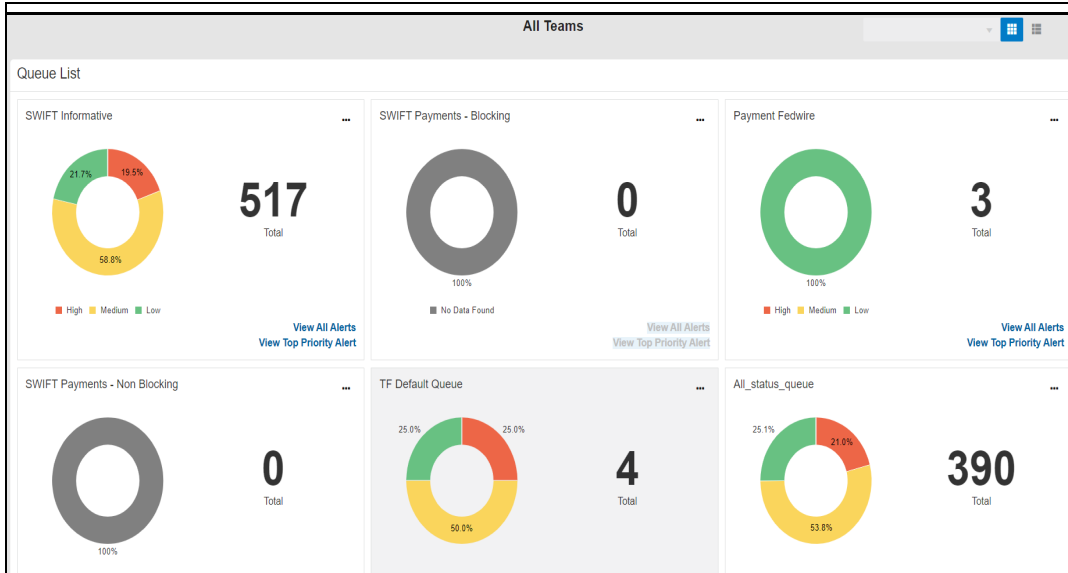 All Teams
Queue List
SWIFT Informative
...
21.7%
19.5%
58.8%
517
Total
High
Medium
Low
View All Alerts
View Top Priority Alert
SWIFT Payments - Blocking
...
100%
0
Total
No Data Found
View All Alerts
View Top Priority Alert
Payment Fedwire
...
100%
3
Total
High
Medium
Low
View All Alerts
View Top Priority Alert
SWIFT Payments - Non Blocking
...
100%
0
Total
TF Default Queue
...
25.0%
25.0%
50.0%
4
Total
All_status_queue
...
25.1%
21.0%
53.8%
390
Total